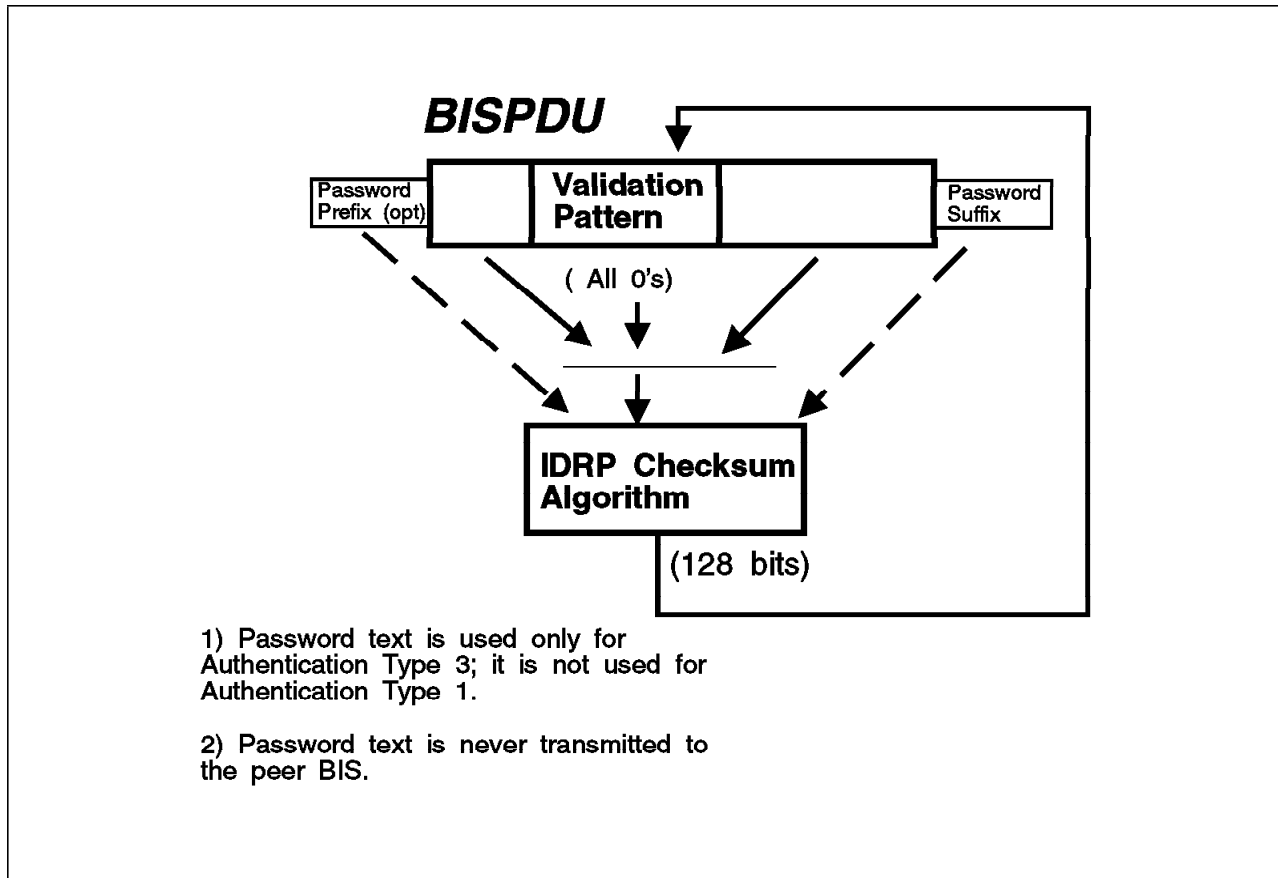 BISPDU
Password
Prefix (opt)
Validation
Pattern
Password
Suffix
( All 0's)
IDRP Checksum
Algorithm
(128 bits)
1) Password text is used only for
Authentication Type 3; it is not used for
Authentication Type 1.
2) Password text is never transmitted to
the peer BIS.